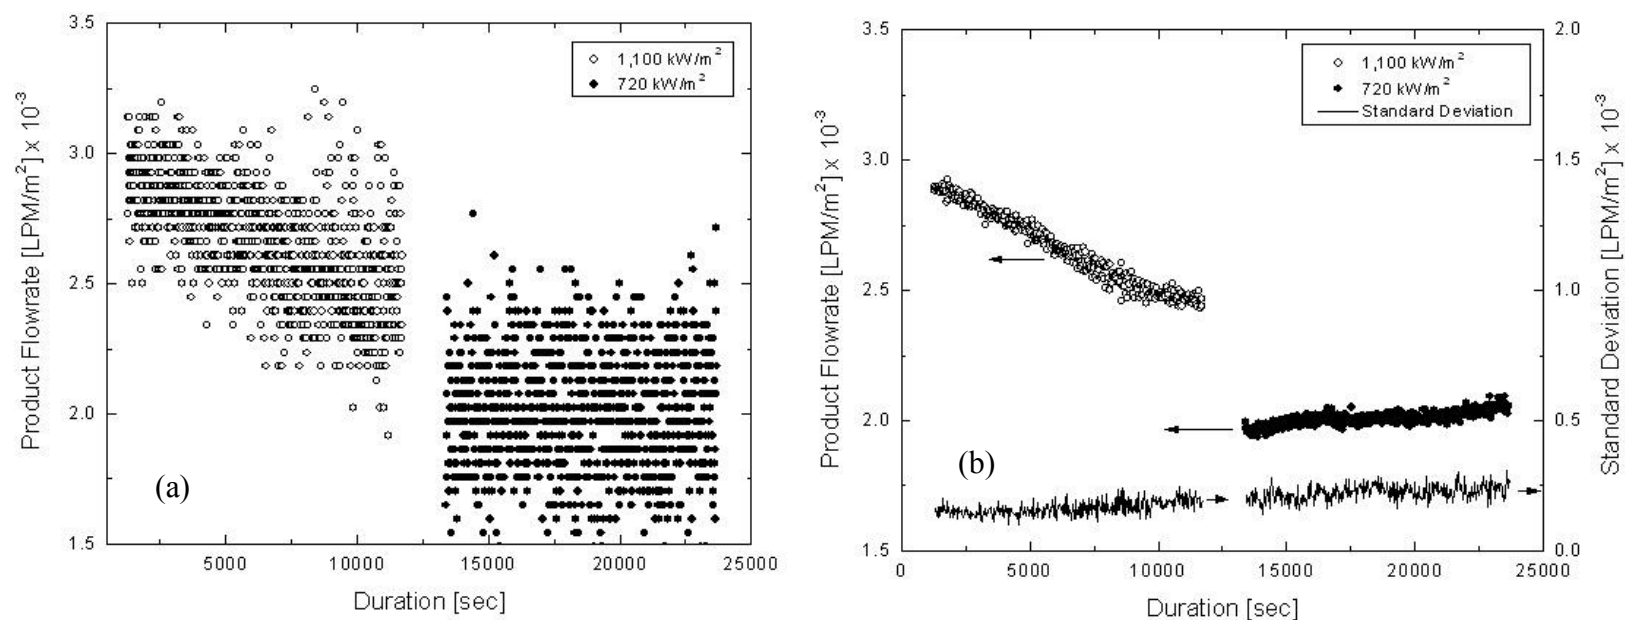 3.5
3.0
2.5
2.0
1.5
Product Flowrate [LPM/m²] x 10⁻³
1,100 kW/m²
720 kW/m²
(a)
5000 10000 15000 20000 25000
Duration [sec]
3.5
3.0
2.5
2.0
1.5
Product Flowrate [LPM/m²] x 10⁻³
1,100 kW/m²
720 kW/m²
Standard Deviation
(b)
2.0
1.5
1.0
0.5
0.0
Standard Deviation [LPM/m²] x 10⁻³
0 5000 10000 15000 20000 25000
Duration [sec]